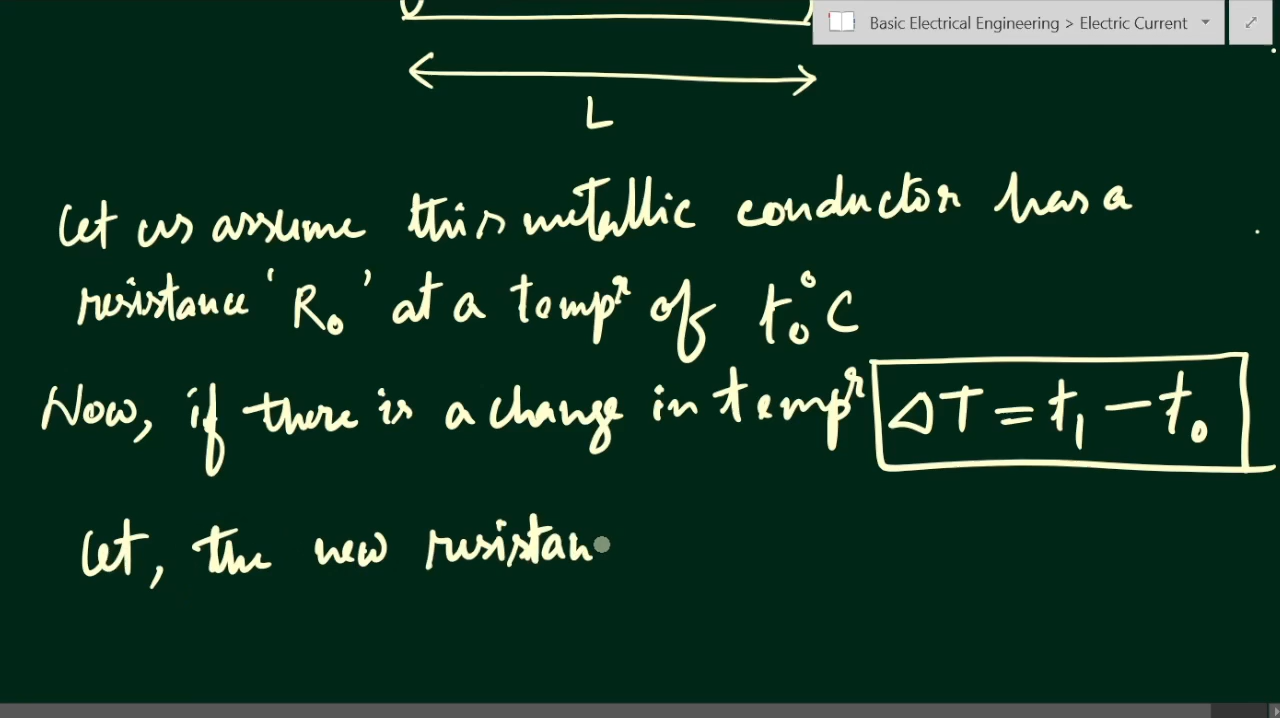 Basic Electrical Engineering > Electric Current
L
Let us assume this metallic conductor has a
resistance 'R₀' at a tempʳ of t₀°C
Now, if there is a change in tempʳ ΔT = t₁ − t₀
Let, the new resistan